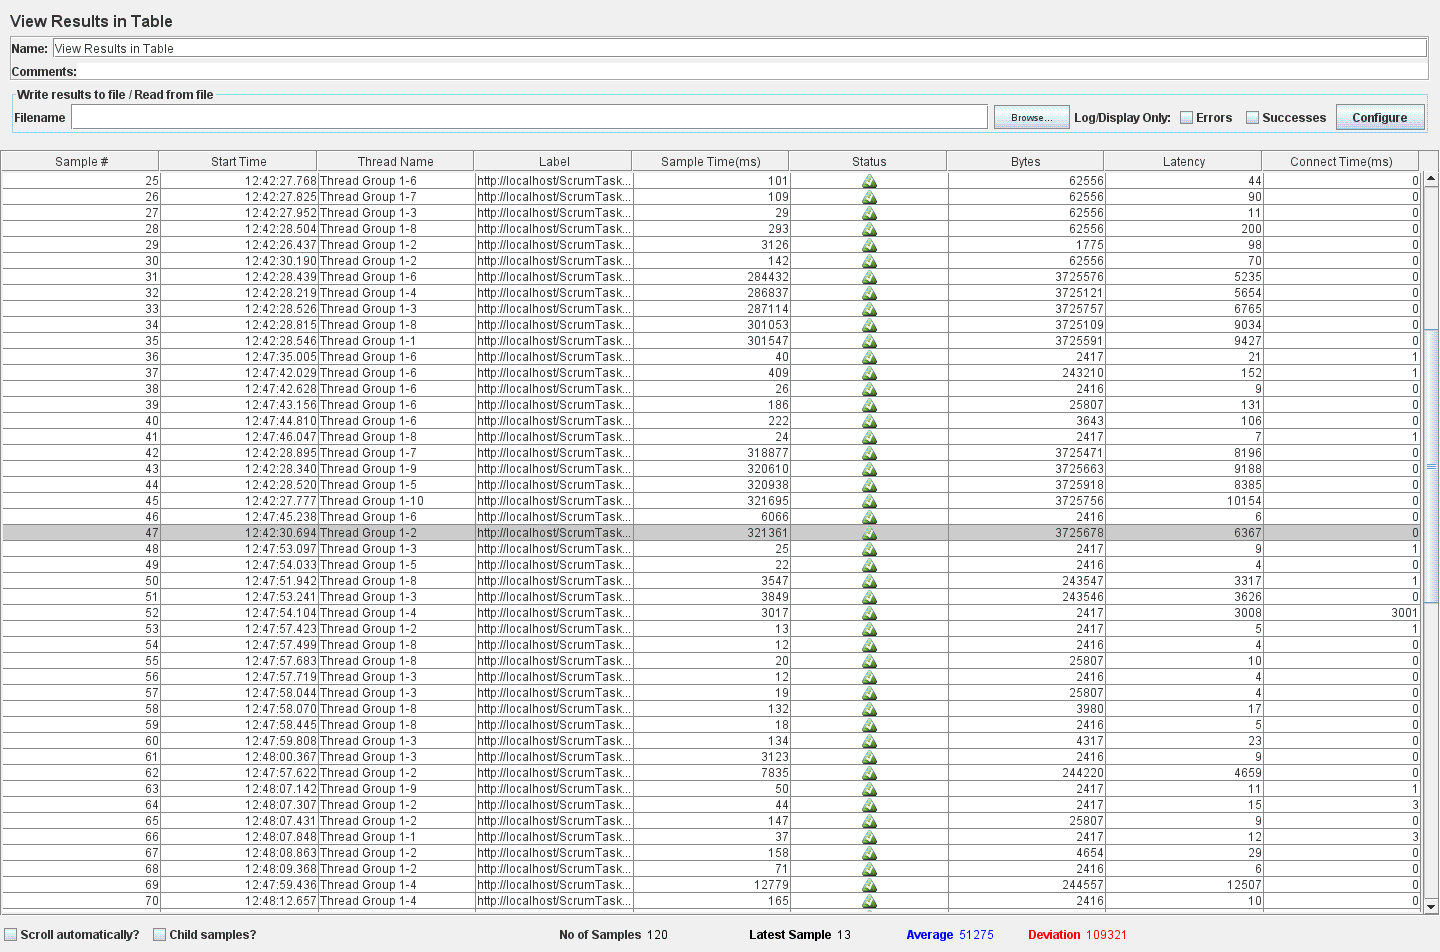 View Results in Table
Name: View Results in Table
Comments:
Write results to file / Read from file
Filename Browse... Log/Display Only: Errors Successes Configure
Sample # Start Time Thread Name Label Sample Time(ms) Status Bytes Latency Connect Time(ms)
25 12:42:27.768 Thread Group 1-6 http://localhost/ScrumTask... 101 62556 44 0
26 12:42:27.825 Thread Group 1-7 http://localhost/ScrumTask... 109 62556 90 0
27 12:42:27.952 Thread Group 1-3 http://localhost/ScrumTask... 29 62556 11 0
28 12:42:28.504 Thread Group 1-8 http://localhost/ScrumTask... 293 62556 200 0
29 12:42:26.437 Thread Group 1-2 http://localhost/ScrumTask... 3126 1775 98 0
30 12:42:30.190 Thread Group 1-2 http://localhost/ScrumTask... 142 62556 70 0
31 12:42:28.439 Thread Group 1-6 http://localhost/ScrumTask... 284432 3725576 5235 0
32 12:42:28.219 Thread Group 1-4 http://localhost/ScrumTask... 286837 3725121 5654 0
33 12:42:28.526 Thread Group 1-3 http://localhost/ScrumTask... 287114 3725757 6765 0
34 12:42:28.815 Thread Group 1-8 http://localhost/ScrumTask... 301053 3725109 9034 0
35 12:42:28.546 Thread Group 1-1 http://localhost/ScrumTask... 301547 3725591 9427 0
36 12:47:35.005 Thread Group 1-6 http://localhost/ScrumTask... 40 2417 21 1
37 12:47:42.029 Thread Group 1-6 http://localhost/ScrumTask... 409 243210 152 1
38 12:47:42.628 Thread Group 1-6 http://localhost/ScrumTask... 26 2416 9 0
39 12:47:43.156 Thread Group 1-6 http://localhost/ScrumTask... 186 25807 131 0
40 12:47:44.810 Thread Group 1-6 http://localhost/ScrumTask... 222 3643 106 0
41 12:47:46.047 Thread Group 1-8 http://localhost/ScrumTask... 24 2417 7 1
42 12:42:28.895 Thread Group 1-7 http://localhost/ScrumTask... 318877 3725471 8196 0
43 12:42:28.340 Thread Group 1-9 http://localhost/ScrumTask... 320610 3725663 9188 0
44 12:42:28.520 Thread Group 1-5 http://localhost/ScrumTask... 320938 3725918 8385 0
45 12:42:27.777 Thread Group 1-10 http://localhost/ScrumTask... 321695 3725756 10154 0
46 12:47:45.238 Thread Group 1-6 http://localhost/ScrumTask... 6066 2416 6 0
47 12:42:30.694 Thread Group 1-2 http://localhost/ScrumTask... 321361 3725678 6367 0
48 12:47:53.097 Thread Group 1-3 http://localhost/ScrumTask... 25 2417 9 1
49 12:47:54.033 Thread Group 1-5 http://localhost/ScrumTask... 22 2416 4 0
50 12:47:51.942 Thread Group 1-8 http://localhost/ScrumTask... 3547 243547 3317 1
51 12:47:53.241 Thread Group 1-3 http://localhost/ScrumTask... 3849 243546 3626 0
52 12:47:54.104 Thread Group 1-4 http://localhost/ScrumTask... 3017 2417 3008 3001
53 12:47:57.423 Thread Group 1-2 http://localhost/ScrumTask... 13 2417 5 1
54 12:47:57.499 Thread Group 1-8 http://localhost/ScrumTask... 12 2416 4 0
55 12:47:57.683 Thread Group 1-8 http://localhost/ScrumTask... 20 25807 10 0
56 12:47:57.719 Thread Group 1-3 http://localhost/ScrumTask... 12 2416 4 0
57 12:47:58.044 Thread Group 1-3 http://localhost/ScrumTask... 19 25807 4 0
58 12:47:58.070 Thread Group 1-8 http://localhost/ScrumTask... 132 3980 17 0
59 12:47:58.445 Thread Group 1-8 http://localhost/ScrumTask... 18 2416 5 0
60 12:47:59.808 Thread Group 1-3 http://localhost/ScrumTask... 134 4317 23 0
61 12:48:00.367 Thread Group 1-3 http://localhost/ScrumTask... 3123 2416 9 0
62 12:47:57.622 Thread Group 1-2 http://localhost/ScrumTask... 7835 244220 4659 0
63 12:48:07.142 Thread Group 1-9 http://localhost/ScrumTask... 50 2417 11 1
64 12:48:07.307 Thread Group 1-2 http://localhost/ScrumTask... 44 2417 15 3
65 12:48:07.431 Thread Group 1-2 http://localhost/ScrumTask... 147 25807 9 0
66 12:48:07.848 Thread Group 1-1 http://localhost/ScrumTask... 37 2417 12 3
67 12:48:08.863 Thread Group 1-2 http://localhost/ScrumTask... 158 4654 29 0
68 12:48:09.368 Thread Group 1-2 http://localhost/ScrumTask... 71 2416 6 0
69 12:47:59.436 Thread Group 1-4 http://localhost/ScrumTask... 12779 244557 12507 0
70 12:48:12.657 Thread Group 1-4 http://localhost/ScrumTask... 165 2416 10 0
Scroll automatically? Child samples? No of Samples 120 Latest Sample 13 Average 51275 Deviation 109321